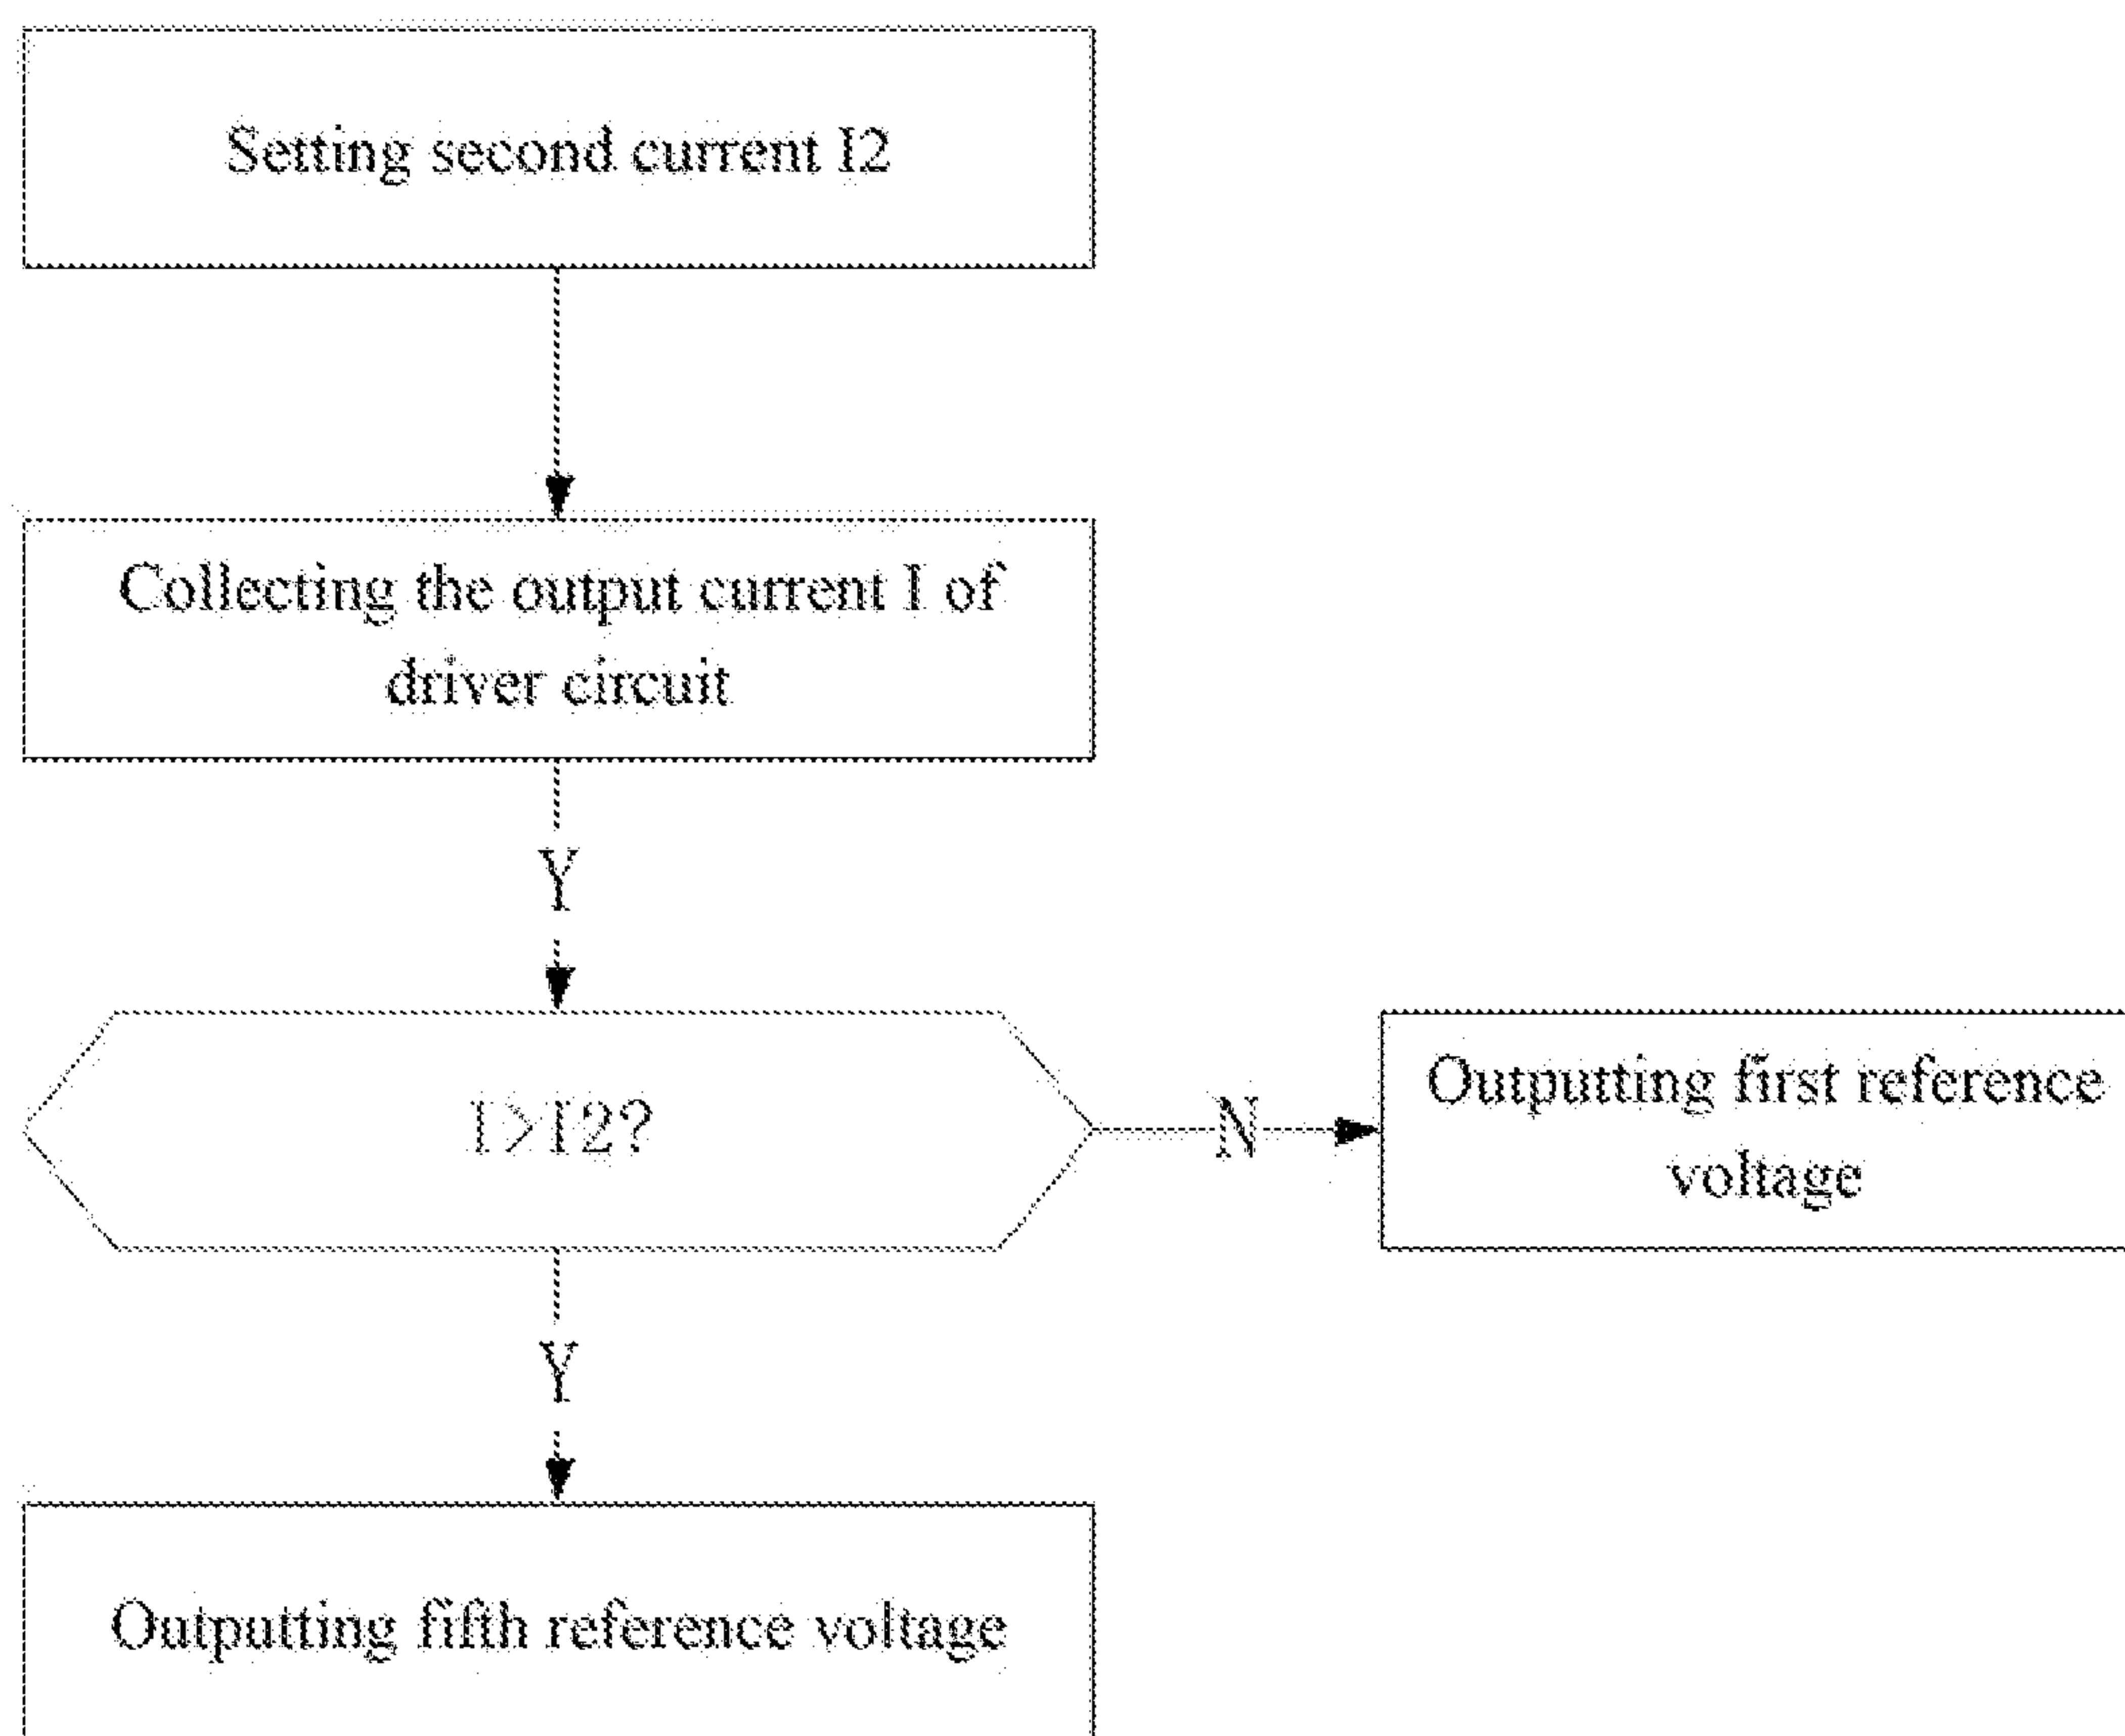 Setting second current I2
Collecting the output current I of
driver circuit
Y
I>I2?
N
Outputting first reference
voltage
Y
Outputting fifth reference voltage